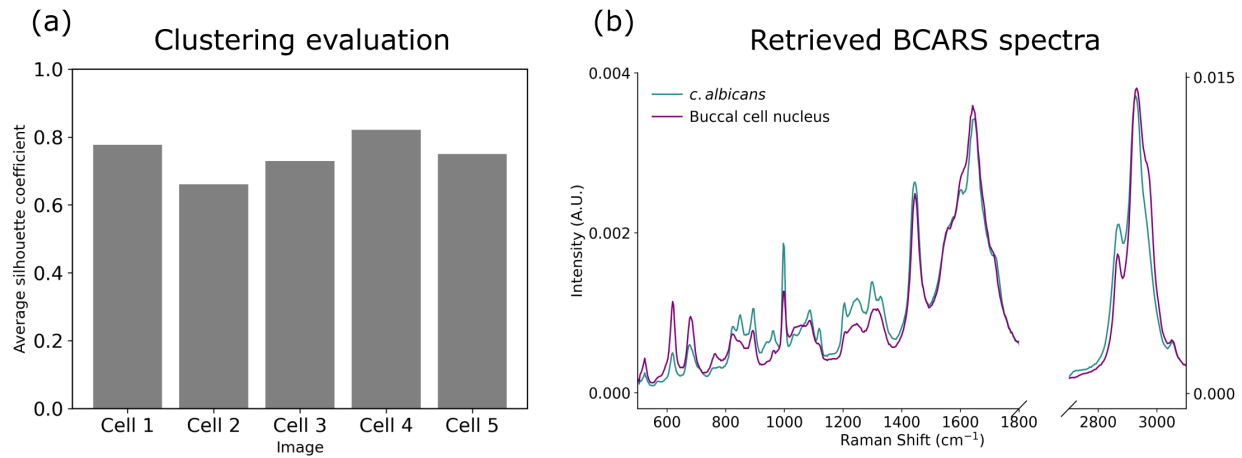 (a)
Clustering evaluation
1.0
0.8
0.6
0.4
0.2
0.0
Average silhouette coefficient
Cell 1 Cell 2 Cell 3 Cell 4 Cell 5
Image
(b)
Retrieved BCARS spectra
c. albicans
Buccal cell nucleus
0.004
0.002
0.000
Intensity (A.U.)
0.015
0.000
600 800 1000 1200 1400 1600 1800 2800 3000
Raman Shift (cm⁻¹)